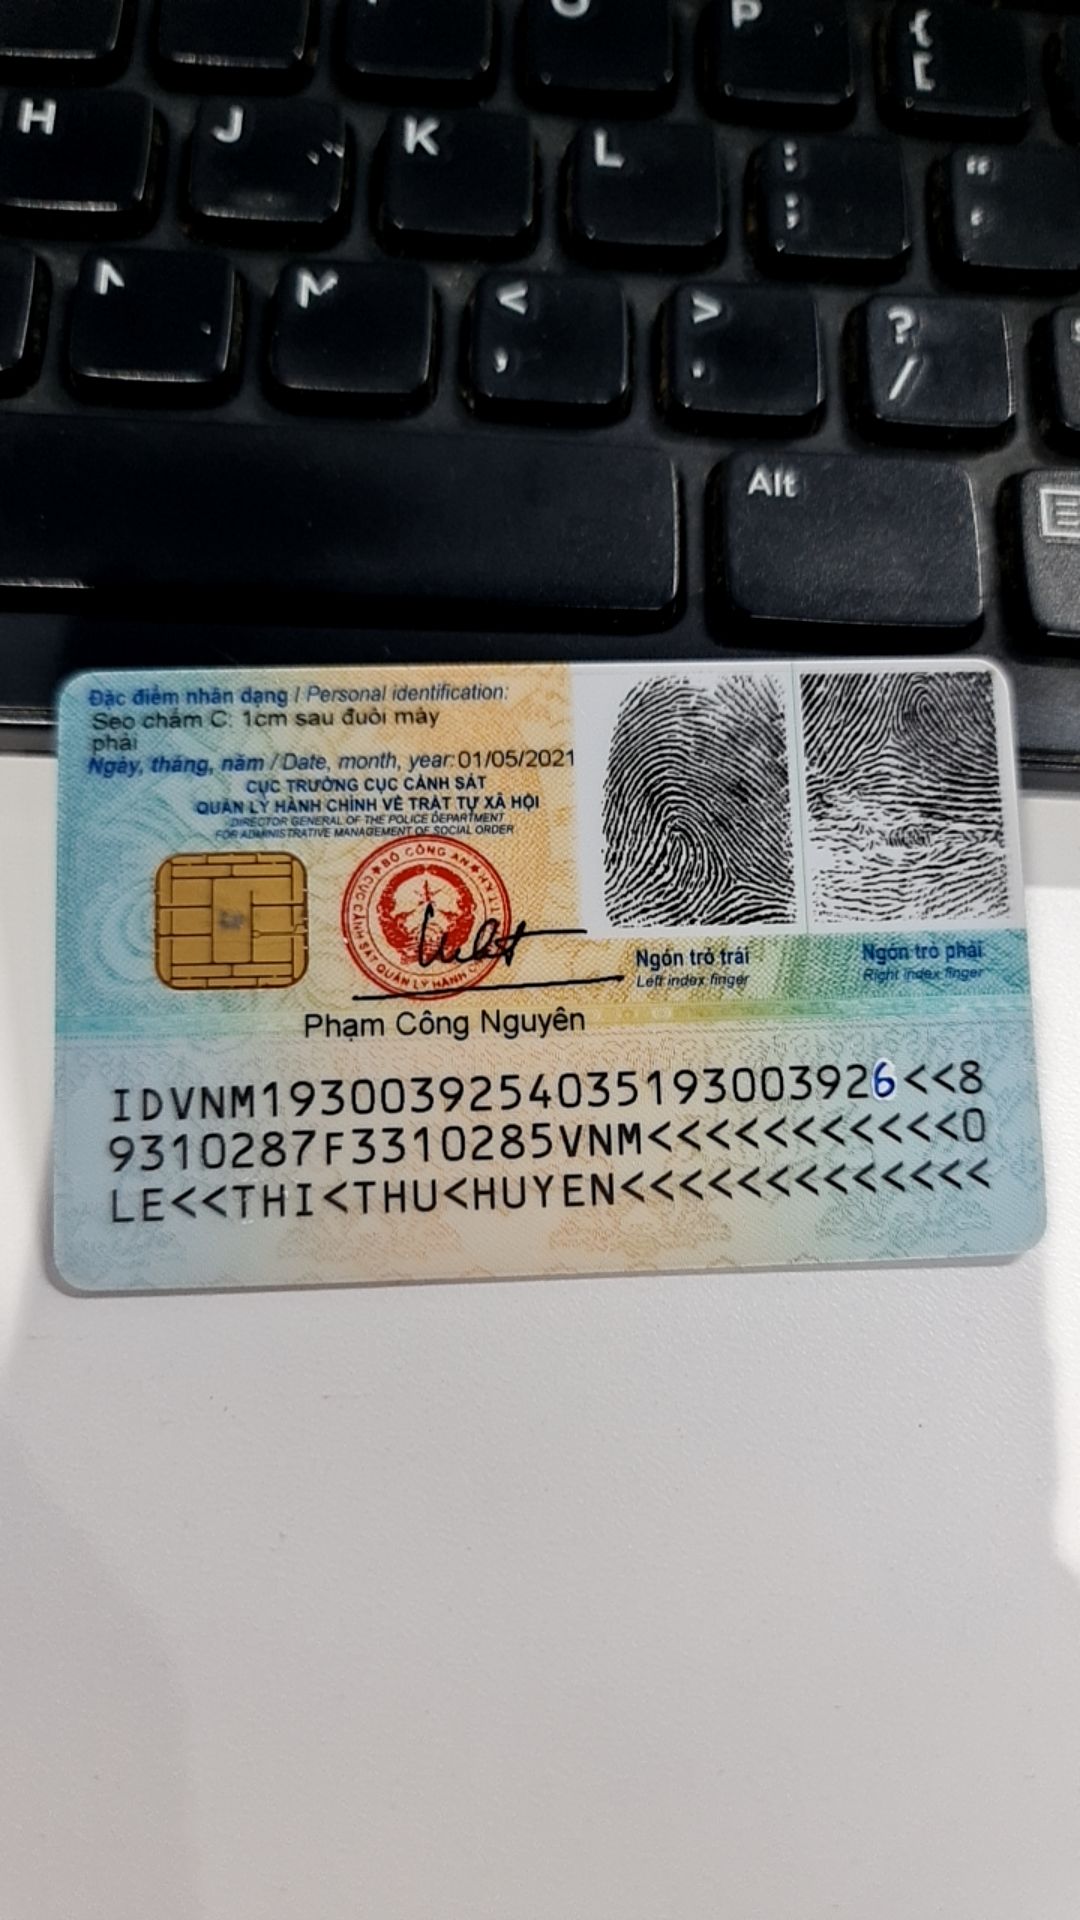 P
{
[
H
J
K
L
:
;
"
'
N
M
<
,
>
.
?
/
Alt
Đặc điểm nhân dạng / Personal identification:
Sẹo chấm C: 1cm sau đuôi mày
phải
Ngày, tháng, năm / Date, month, year: 01/05/2021
CỤC TRƯỞNG CỤC CẢNH SÁT
QUẢN LÝ HÀNH CHÍNH VỀ TRẬT TỰ XÃ HỘI
DIRECTOR GENERAL OF THE POLICE DEPARTMENT
FOR ADMINISTRATIVE MANAGEMENT OF SOCIAL ORDER
BỘ CÔNG AN
CỤC CẢNH SÁT QUẢN LÝ HÀNH
Ngón trỏ trái
Left index finger
Ngón trỏ phải
Right index finger
Phạm Công Nguyên
IDVNM1930039254035193003926<<8
9310287F3310285VNM<<<<<<<<<<<0
LE<<THI<THU<HUYEN<<<<<<<<<<<<<